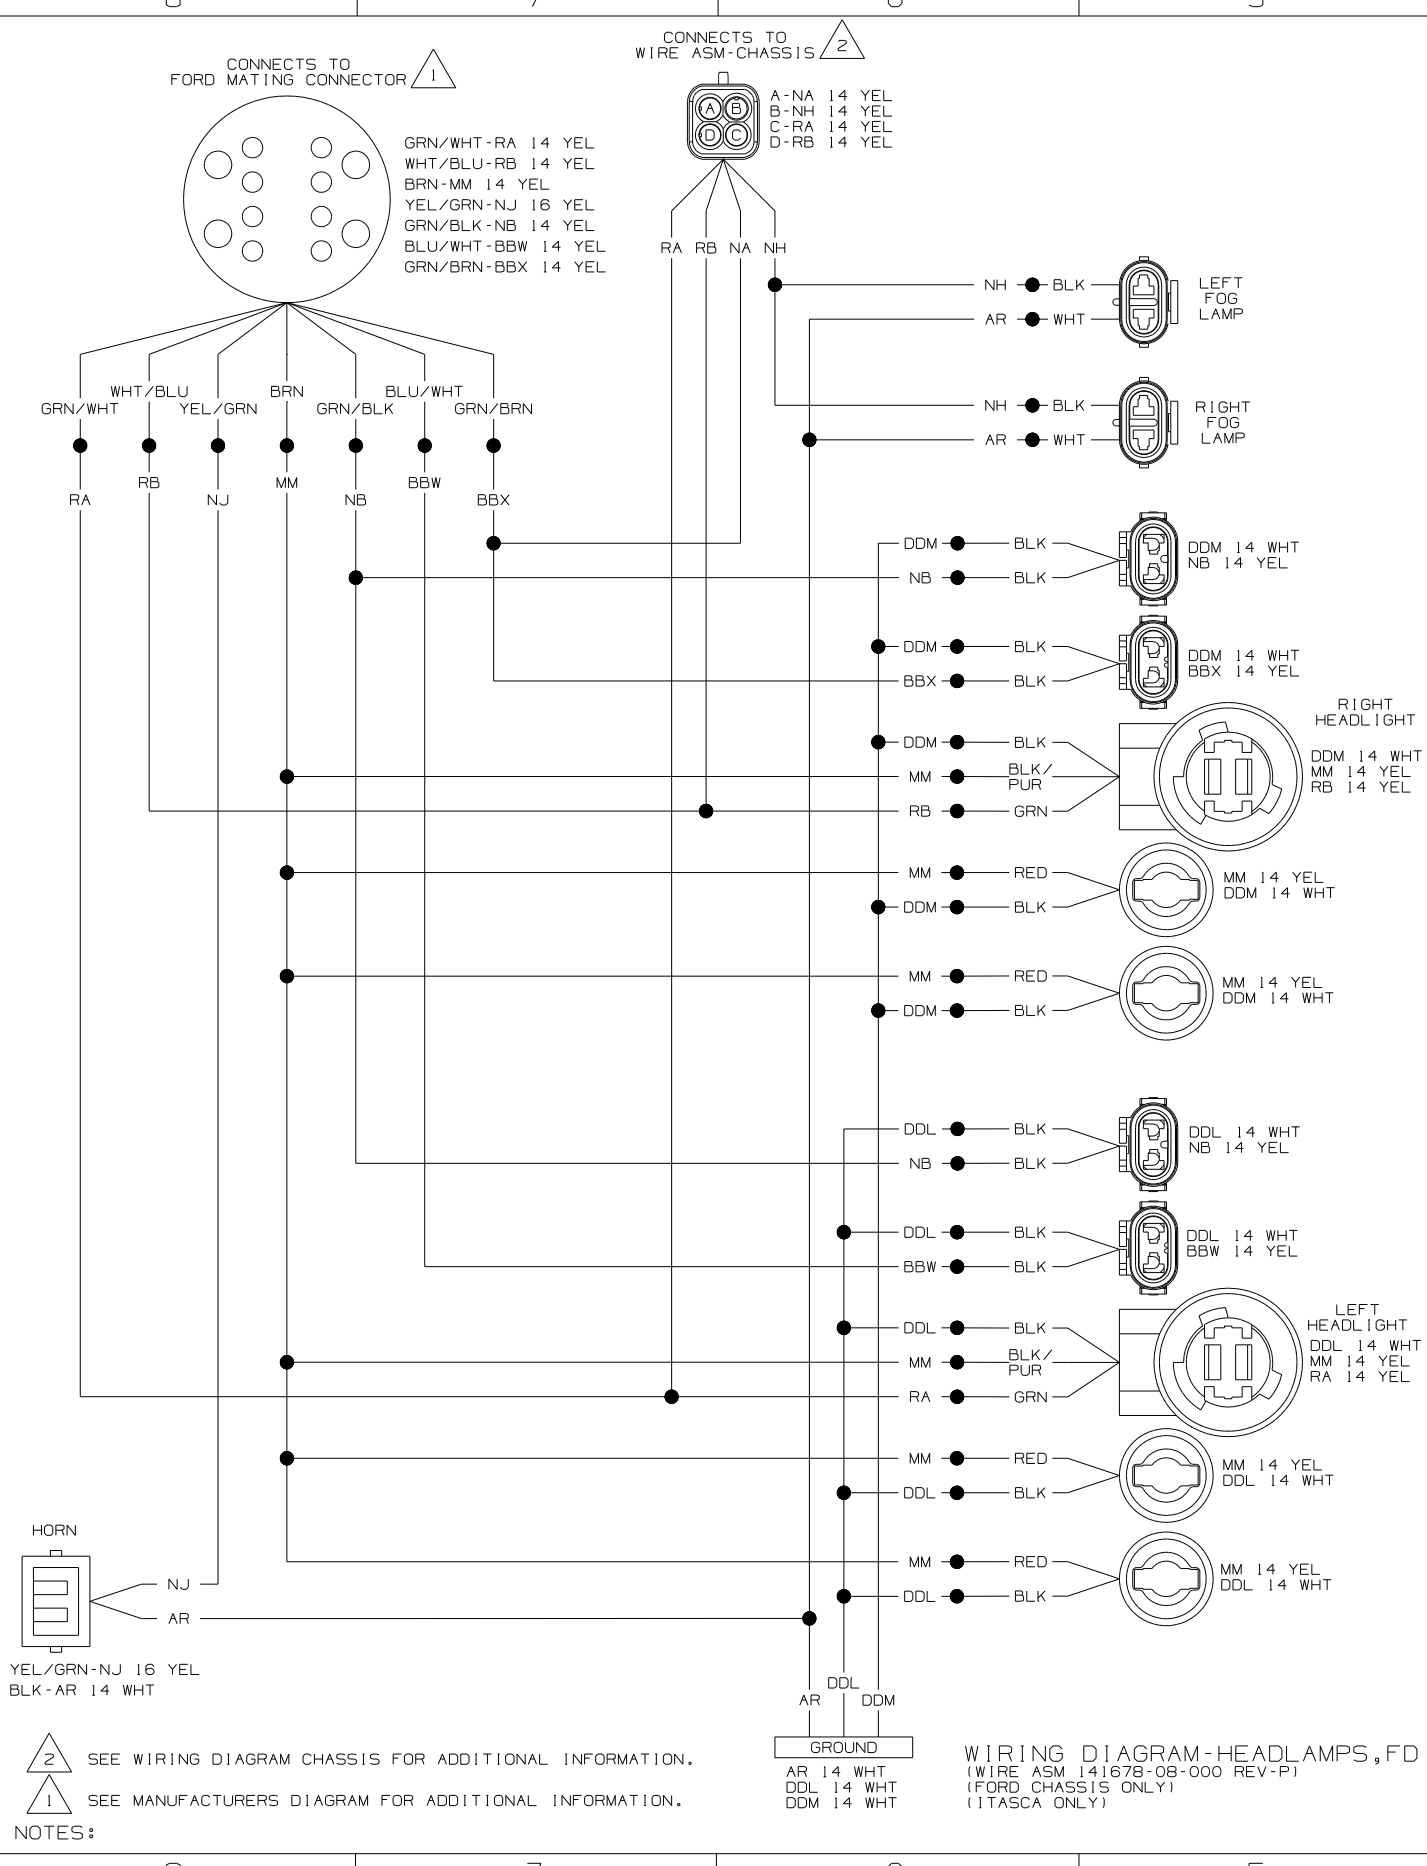 CONNECTS TO
FORD MATING CONNECTOR 1
CONNECTS TO
WIRE ASM-CHASSIS 2
A B
D C
A-NA 14 YEL
B-NH 14 YEL
C-RA 14 YEL
D-RB 14 YEL
GRN/WHT-RA 14 YEL
WHT/BLU-RB 14 YEL
BRN-MM 14 YEL
YEL/GRN-NJ 16 YEL
GRN/BLK-NB 14 YEL
BLU/WHT-BBW 14 YEL
GRN/BRN-BBX 14 YEL
RA RB NA NH
NH BLK
AR WHT
LEFT
FOG
LAMP
NH BLK
AR WHT
RIGHT
FOG
LAMP
WHT/BLU BRN BLU/WHT
GRN/WHT YEL/GRN GRN/BLK GRN/BRN
RB MM BBW
RA NJ NB BBX
DDM BLK
NB BLK
DDM 14 WHT
NB 14 YEL
DDM BLK
BBX BLK
DDM 14 WHT
BBX 14 YEL
RIGHT
HEADLIGHT
DDM BLK
MM BLK/
PUR
RB GRN
DDM 14 WHT
MM 14 YEL
RB 14 YEL
MM RED
DDM BLK
MM 14 YEL
DDM 14 WHT
MM RED
DDM BLK
MM 14 YEL
DDM 14 WHT
DDL BLK
NB BLK
DDL 14 WHT
NB 14 YEL
DDL BLK
BBW BLK
DDL 14 WHT
BBW 14 YEL
LEFT
HEADLIGHT
DDL BLK
MM BLK/
PUR
RA GRN
DDL 14 WHT
MM 14 YEL
RA 14 YEL
MM RED
DDL BLK
MM 14 YEL
DDL 14 WHT
MM RED
DDL BLK
MM 14 YEL
DDL 14 WHT
HORN
NJ
AR
YEL/GRN-NJ 16 YEL
BLK-AR 14 WHT
DDL
AR DDM
GROUND
AR 14 WHT
DDL 14 WHT
DDM 14 WHT
2 SEE WIRING DIAGRAM CHASSIS FOR ADDITIONAL INFORMATION.
1 SEE MANUFACTURERS DIAGRAM FOR ADDITIONAL INFORMATION.
NOTES:
WIRING DIAGRAM-HEADLAMPS,FD
(WIRE ASM 141678-08-000 REV-P)
(FORD CHASSIS ONLY)
(ITASCA ONLY)